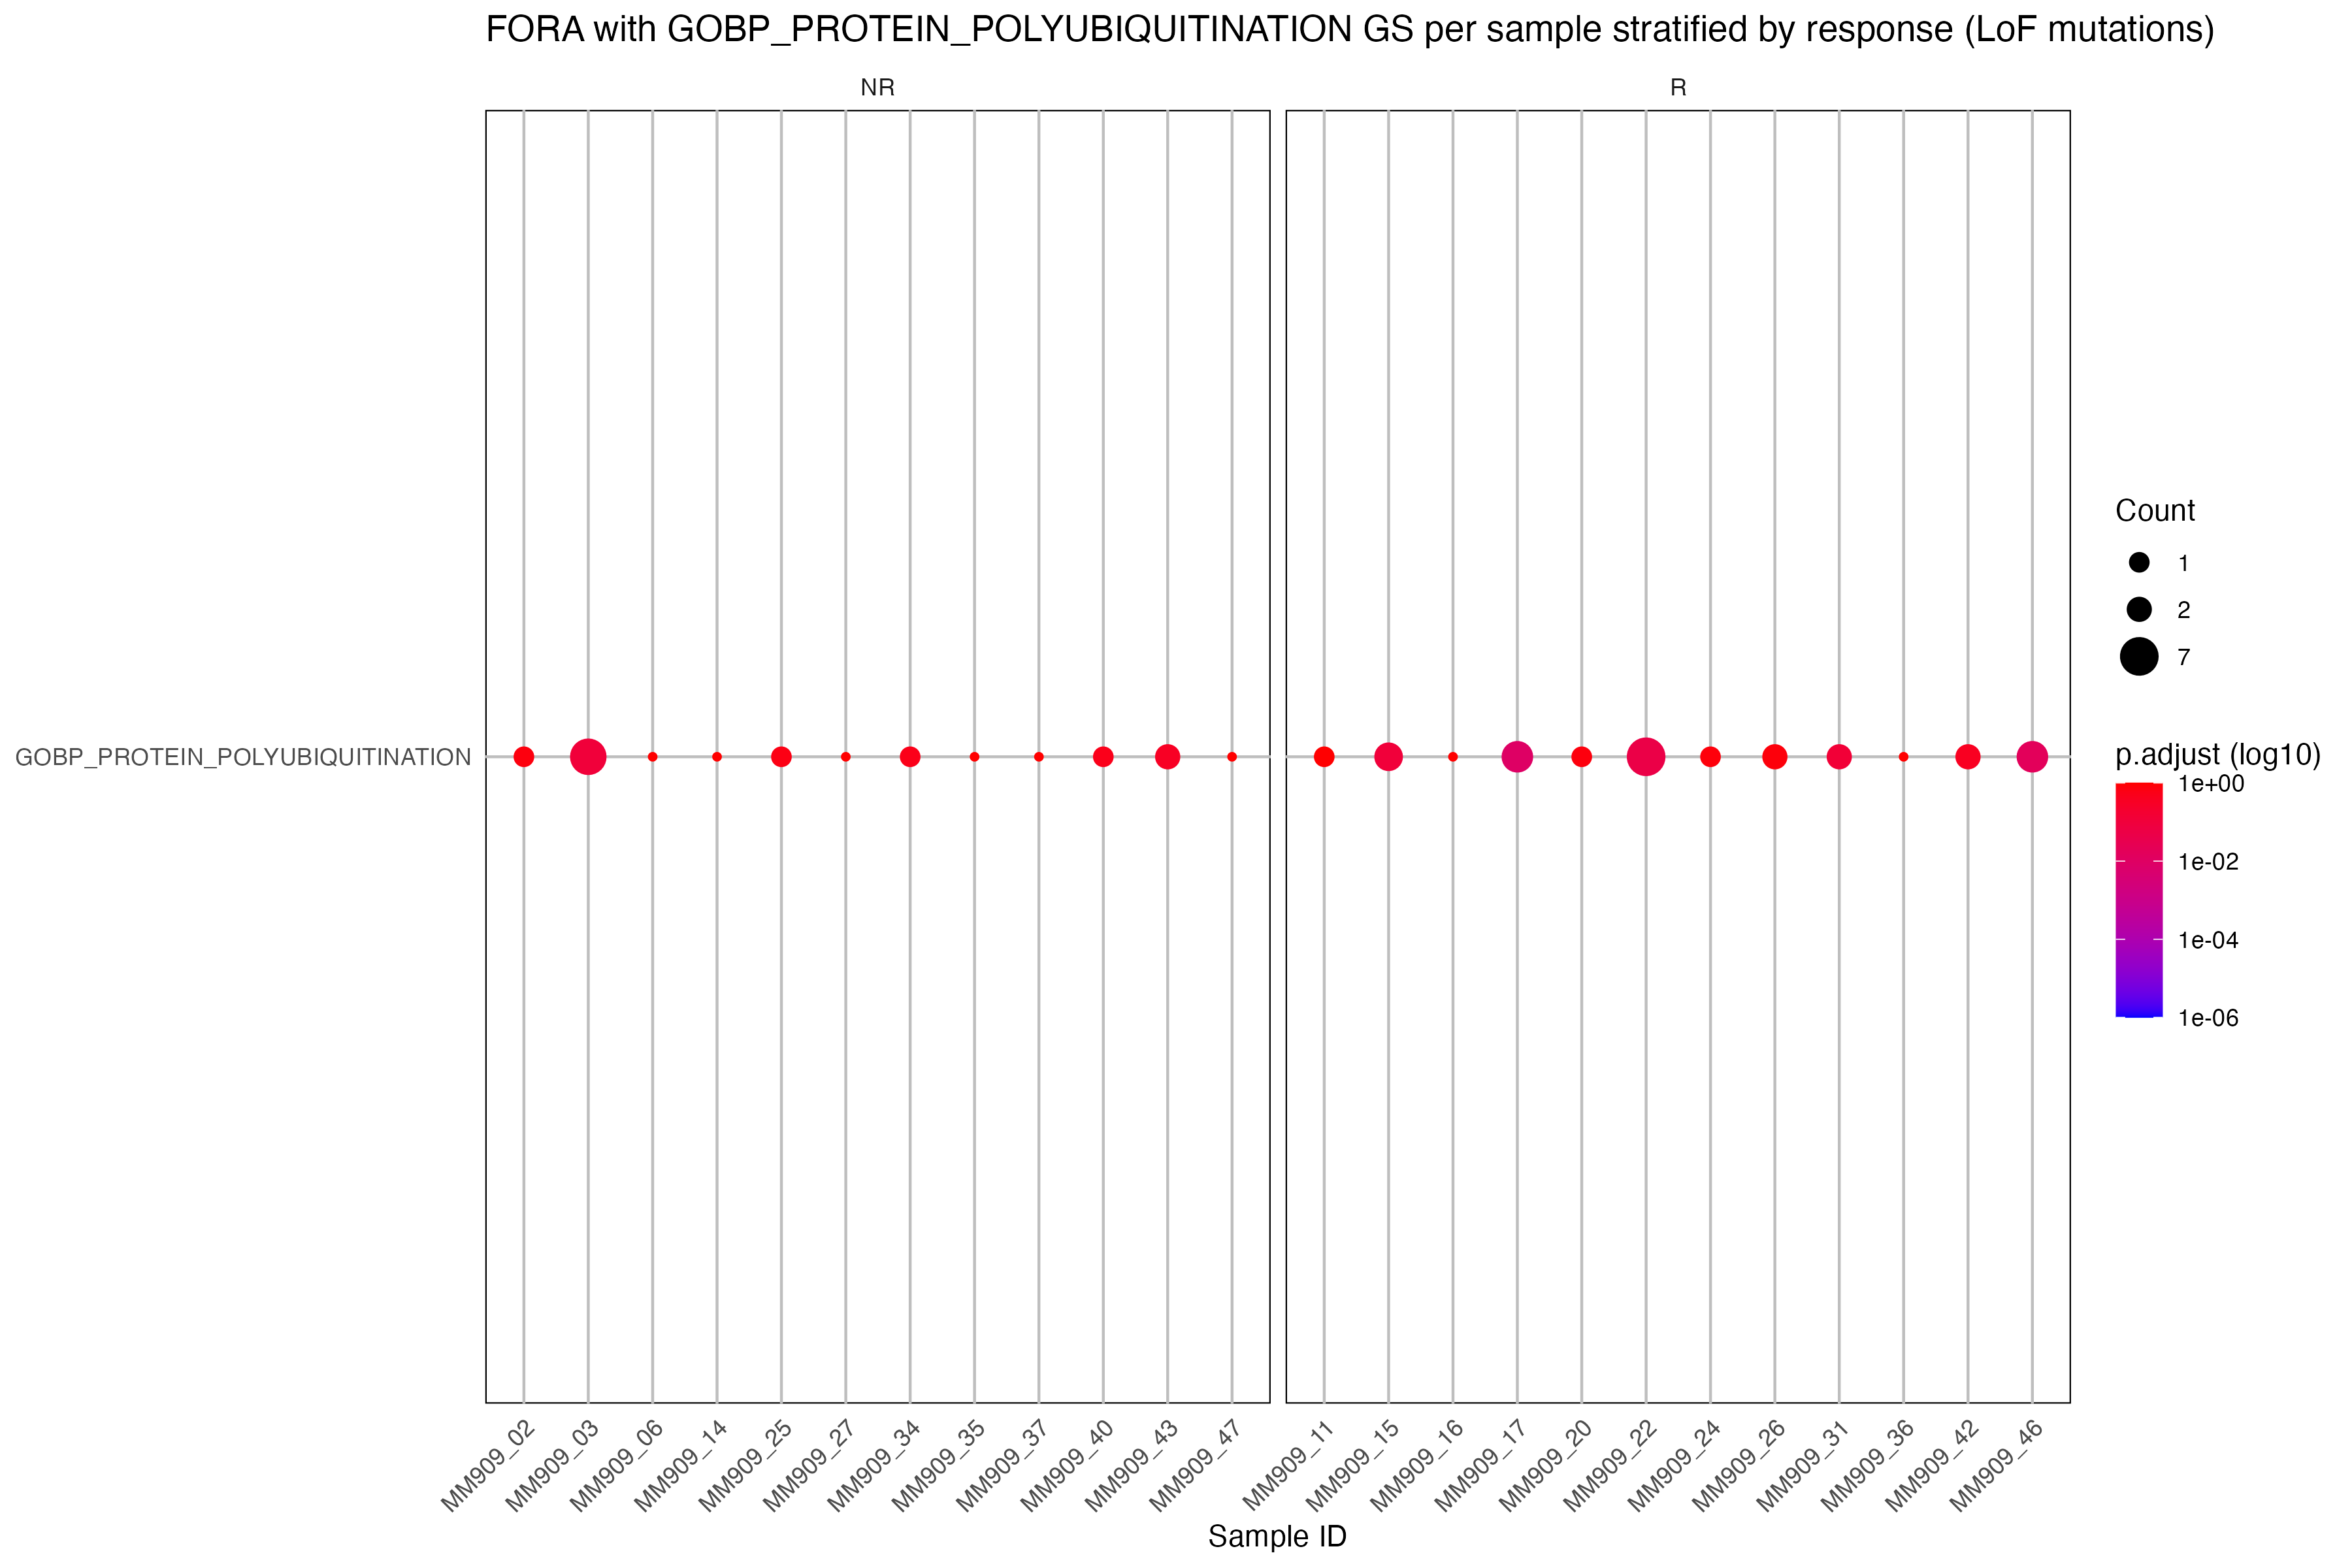 FORA with GOBP_PROTEIN_POLYUBIQUITINATION GS per sample stratified by response (LoF mutations)
NR
R
GOBP_PROTEIN_POLYUBIQUITINATION
Count
1
2
7
p.adjust (log10)
1e+00
1e-02
1e-04
1e-06
MM909_02
MM909_03
MM909_06
MM909_14
MM909_25
MM909_27
MM909_34
MM909_35
MM909_37
MM909_40
MM909_43
MM909_47
MM909_11
MM909_15
MM909_16
MM909_17
MM909_20
MM909_22
MM909_24
MM909_26
MM909_31
MM909_36
MM909_42
MM909_46
Sample ID